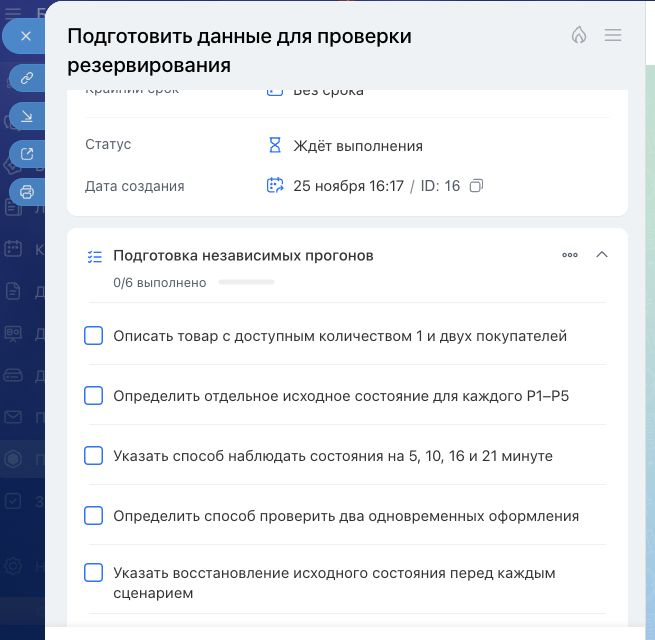 Подготовить данные для проверки
резервирования
Крайний срок
Без срока
Статус
Ждёт выполнения
Дата создания
25 ноября 16:17 / ID: 16
Подготовка независимых прогонов
0/6 выполнено
Описать товар с доступным количеством 1 и двух покупателей
Определить отдельное исходное состояние для каждого P1–P5
Указать способ наблюдать состояния на 5, 10, 16 и 21 минуте
Определить способ проверить два одновременных оформления
Указать восстановление исходного состояния перед каждым
сценарием